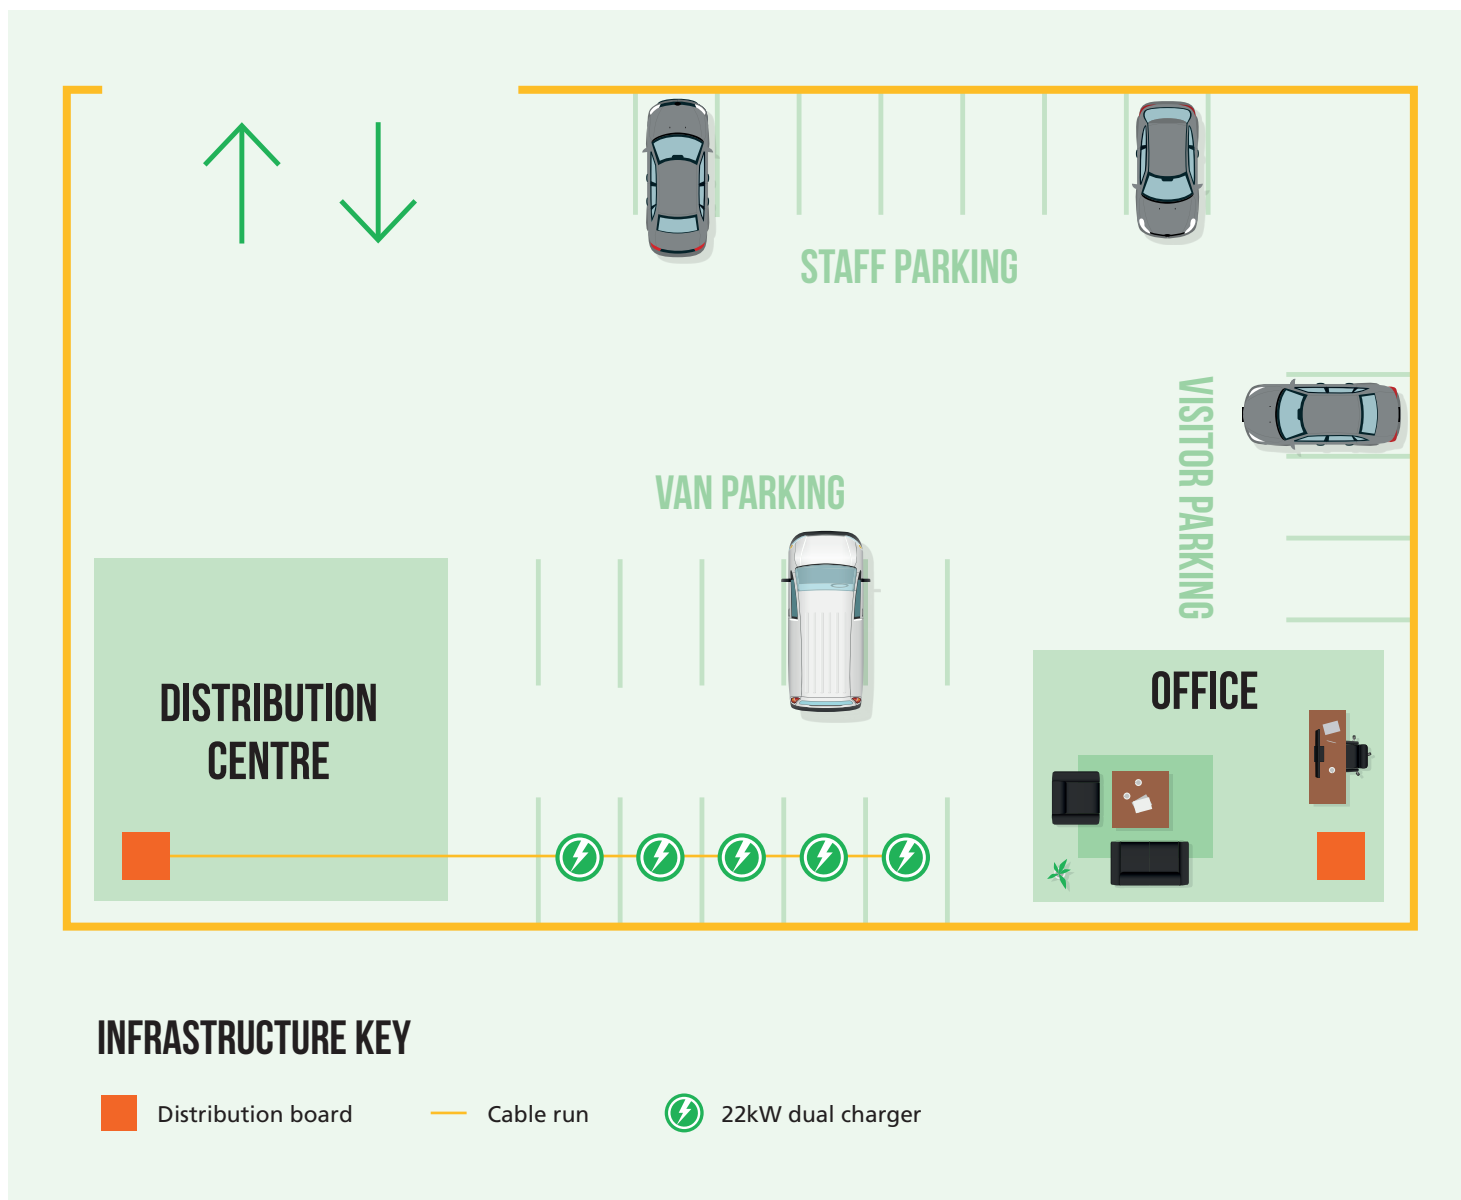 STAFF PARKING
VISITOR PARKING
VAN PARKING
DISTRIBUTION
CENTRE
OFFICE
INFRASTRUCTURE KEY
Distribution board
Cable run
22kW dual charger